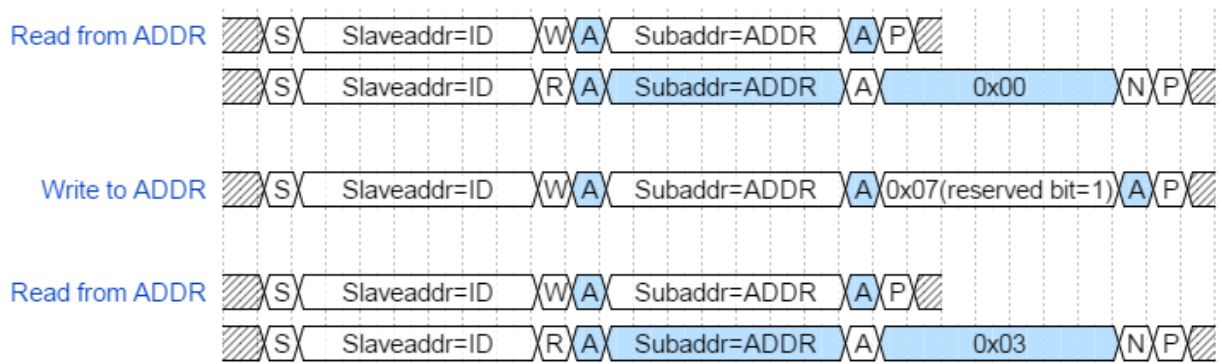 Read from ADDR S Slaveaddr=ID W A Subaddr=ADDR A P
S Slaveaddr=ID R A Subaddr=ADDR A 0x00 N P
Write to ADDR S Slaveaddr=ID W A Subaddr=ADDR A 0x07(reserved bit=1) A P
Read from ADDR S Slaveaddr=ID W A Subaddr=ADDR A P
S Slaveaddr=ID R A Subaddr=ADDR A 0x03 N P